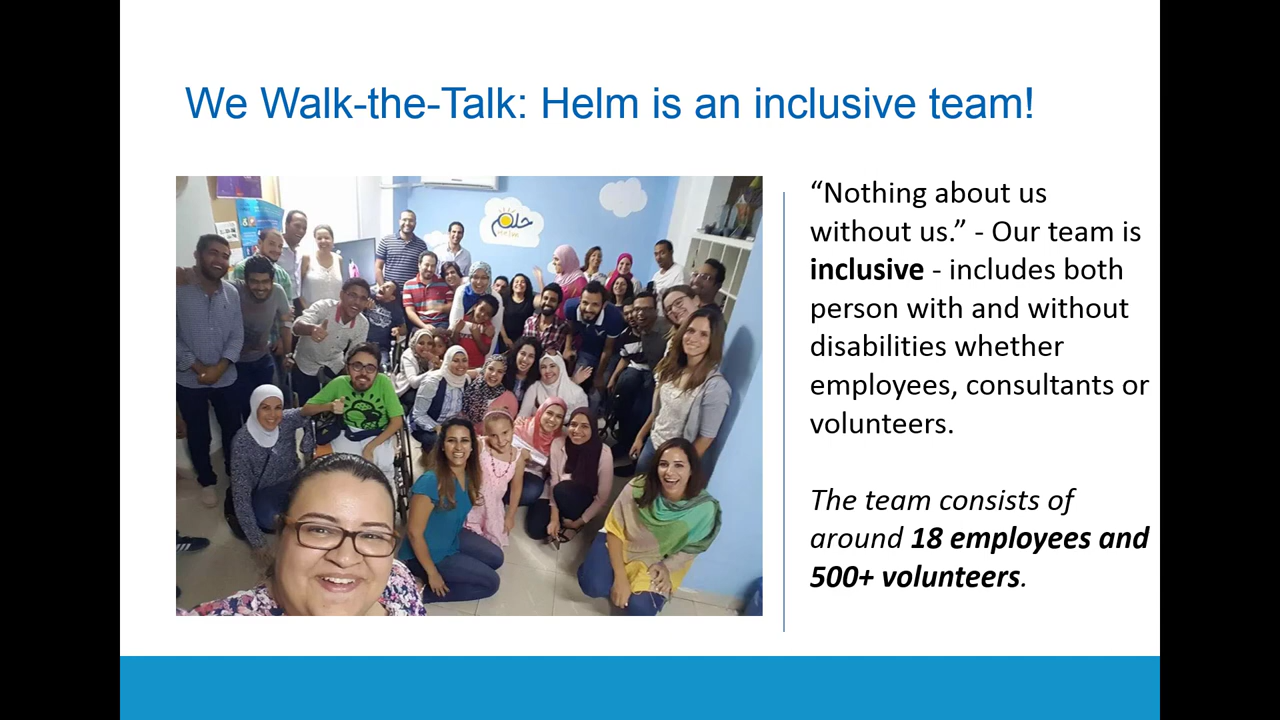 We Walk-the-Talk: Helm is an inclusive team!
حلم
“Nothing about us
without us.” - Our team is
inclusive - includes both
person with and without
disabilities whether
employees, consultants or
volunteers.
The team consists of
around 18 employees and
500+ volunteers.